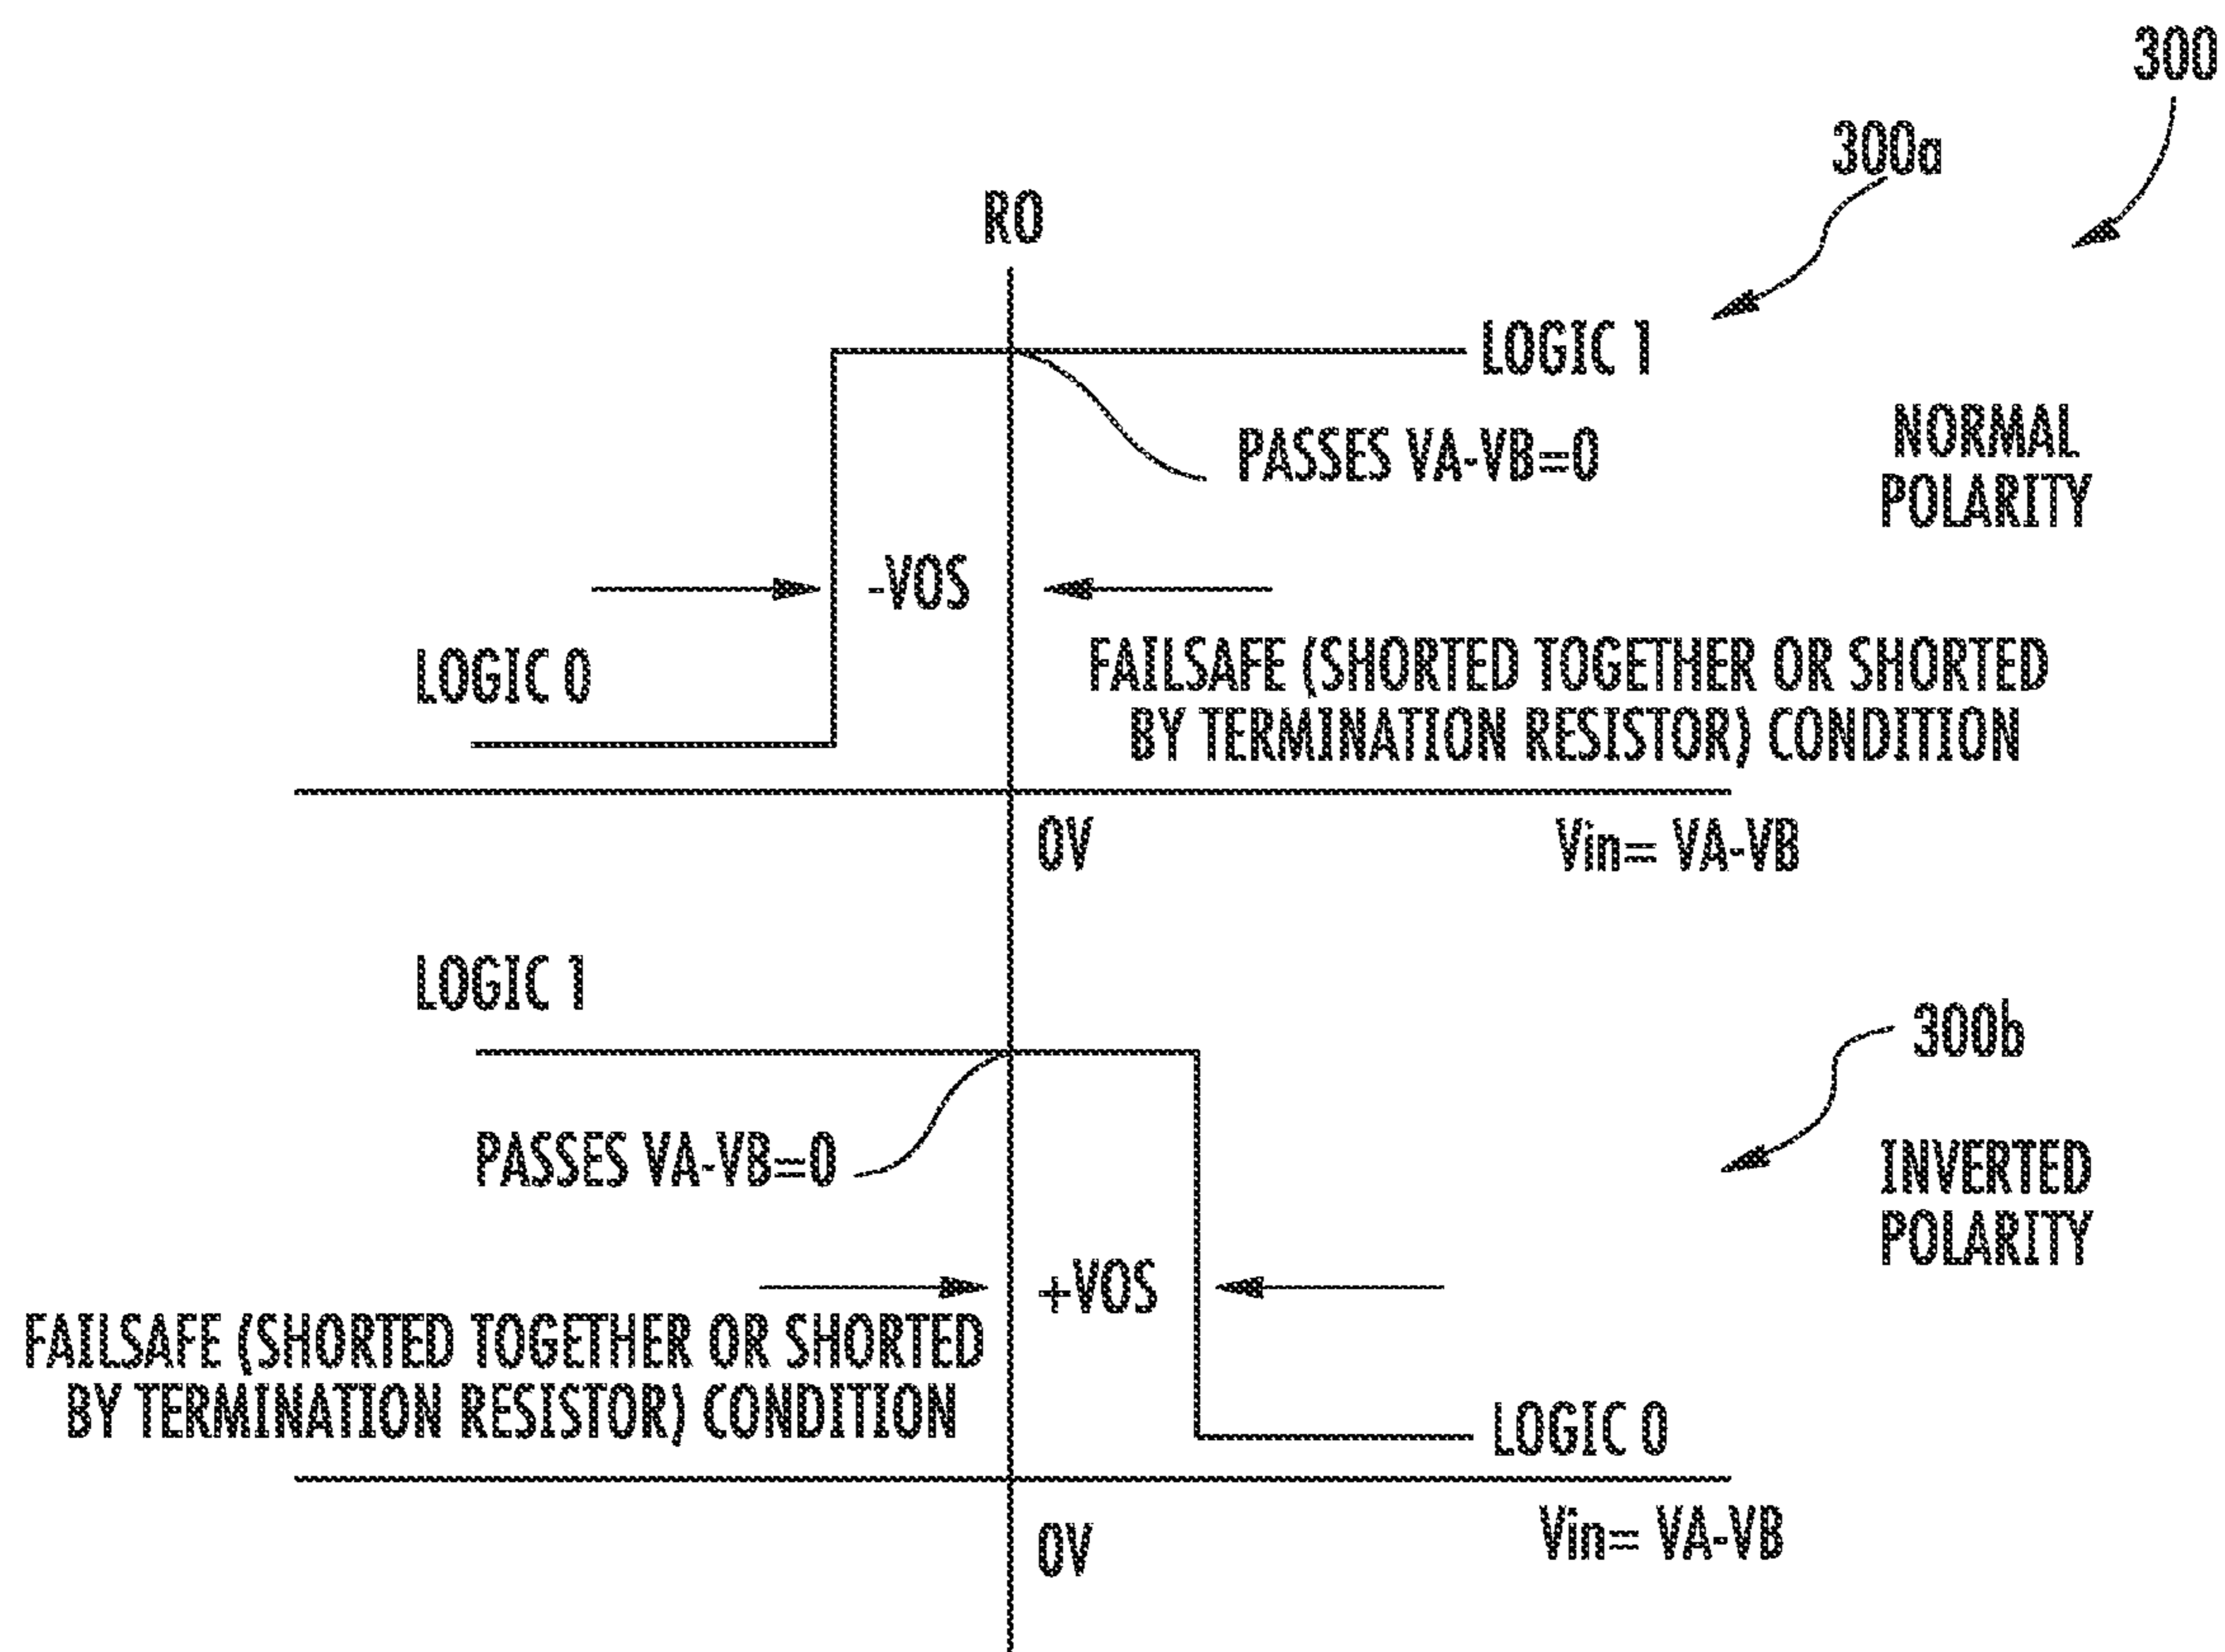 300
300a
RO
LOGIC 1
PASSES VA-VB=0
NORMAL
POLARITY
-VOS
LOGIC 0
FAILSAFE (SHORTED TOGETHER OR SHORTED
BY TERMINATION RESISTOR) CONDITION
0V
Vin= VA-VB
LOGIC 1
300b
PASSES VA-VB=0
INVERTED
POLARITY
+VOS
FAILSAFE (SHORTED TOGETHER OR SHORTED
BY TERMINATION RESISTOR) CONDITION
LOGIC 0
0V
Vin= VA-VB